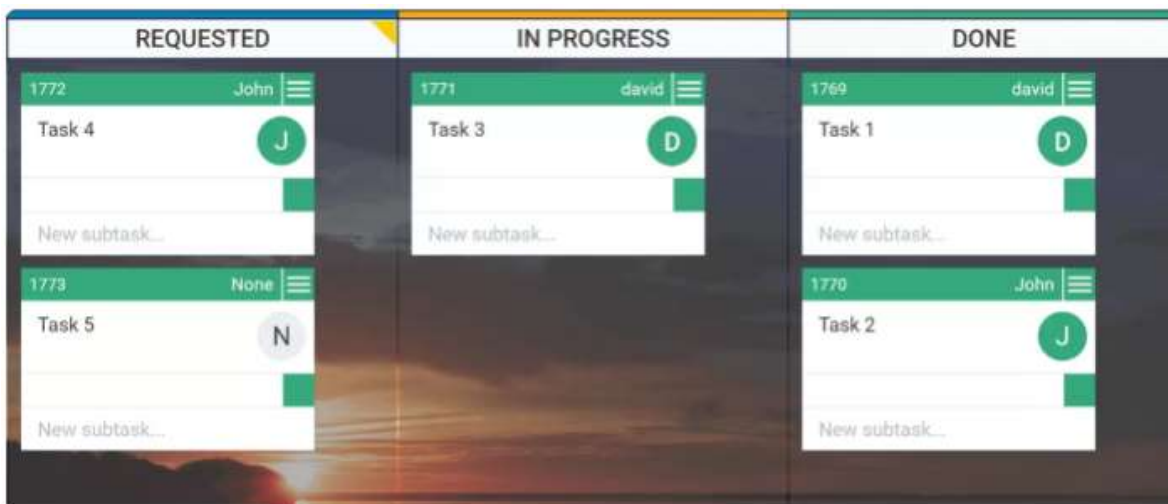 REQUESTED
IN PROGRESS
DONE
1772 John
Task 4
J
New subtask...
1773 None
Task 5
N
New subtask...
1771 david
Task 3
D
New subtask...
1769 david
Task 1
D
New subtask...
1770 John
Task 2
J
New subtask...